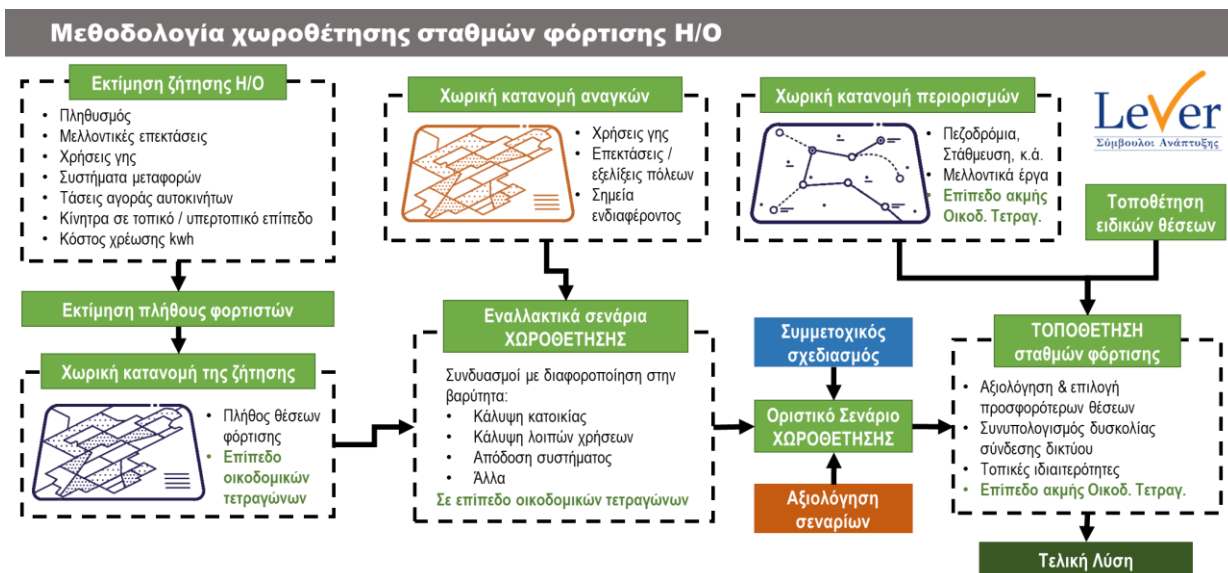 Μεθοδολογία χωροθέτησης σταθμών φόρτισης Η/Ο
Εκτίμηση ζήτησης Η/Ο
• Πληθυσμός
• Μελλοντικές επεκτάσεις
• Χρήσεις γης
• Συστήματα μεταφορών
• Τάσεις αγοράς αυτοκινήτων
• Κίνητρα σε τοπικό / υπερτοπικό επίπεδο
• Κόστος χρέωσης kwh
Χωρική κατανομή αναγκών
• Χρήσεις γης
• Επεκτάσεις /
εξελίξεις πόλεων
• Σημεία
ενδιαφέροντος
Χωρική κατανομή περιορισμών
• Πεζοδρόμια,
Στάθμευση, κ.ά.
• Μελλοντικά έργα
• Επίπεδο ακμής
Οικοδ. Τετραγ.
LeVer
Σύμβουλοι Ανάπτυξης
Τοποθέτηση
ειδικών θέσεων
Εκτίμηση πλήθους φορτιστών
Χωρική κατανομή της ζήτησης
• Πλήθος θέσεων
φόρτισης
• Επίπεδο
οικοδομικών
τετραγώνων
Εναλλακτικά σενάρια
ΧΩΡΟΘΕΤΗΣΗΣ
Συνδυασμοί με διαφοροποίηση στην
βαρύτητα:
• Κάλυψη κατοικίας
• Κάλυψη λοιπών χρήσεων
• Απόδοση συστήματος
• Άλλα
Σε επίπεδο οικοδομικών τετραγώνων
Συμμετοχικός
σχεδιασμός
Οριστικό Σενάριο
ΧΩΡΟΘΕΤΗΣΗΣ
Αξιολόγηση
σεναρίων
ΤΟΠΟΘΕΤΗΣΗ
σταθμών φόρτισης
• Αξιολόγηση & επιλογή
προσφορότερων θέσεων
• Συνυπολογισμός δυσκολίας
σύνδεσης δικτύου
• Τοπικές ιδιαιτερότητες
• Επίπεδο ακμής Οικοδ. Τετραγ.
Τελική Λύση